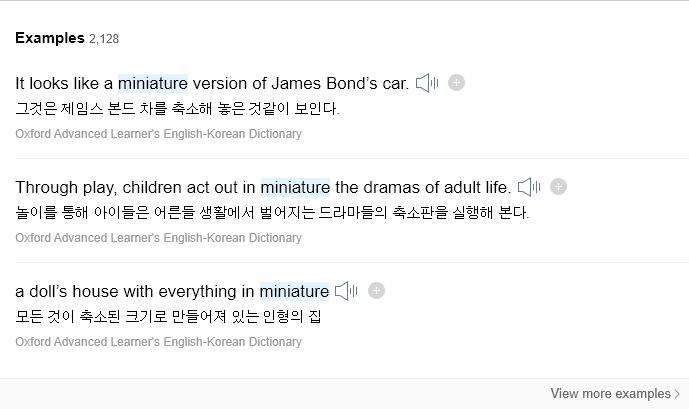 Examples 2,128
It looks like a miniature version of James Bond’s car.
그것은 제임스 본드 차를 축소해 놓은 것같이 보인다.
Oxford Advanced Learner's English-Korean Dictionary
Through play, children act out in miniature the dramas of adult life.
놀이를 통해 아이들은 어른들 생활에서 벌어지는 드라마들의 축소판을 실행해 본다.
Oxford Advanced Learner's English-Korean Dictionary
a doll’s house with everything in miniature
모든 것이 축소된 크기로 만들어져 있는 인형의 집
Oxford Advanced Learner's English-Korean Dictionary
View more examples